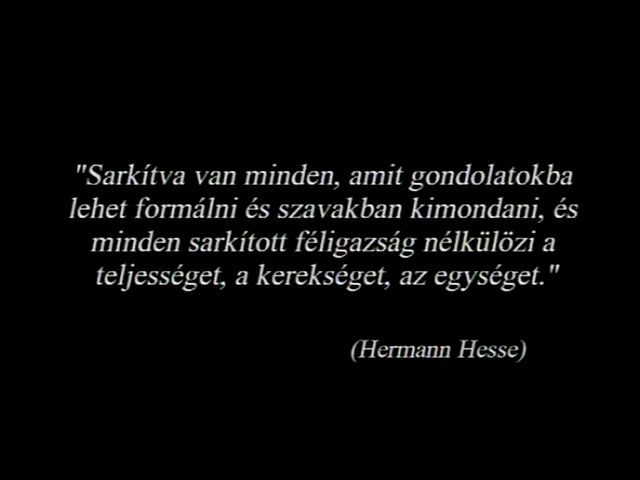 "Sarkítva van minden, amit gondolatokba
lehet formálni és szavakban kimondani, és
minden sarkított féligazság nélkülözi a
teljességet, a kerekséget, az egységet."
(Hermann Hesse)